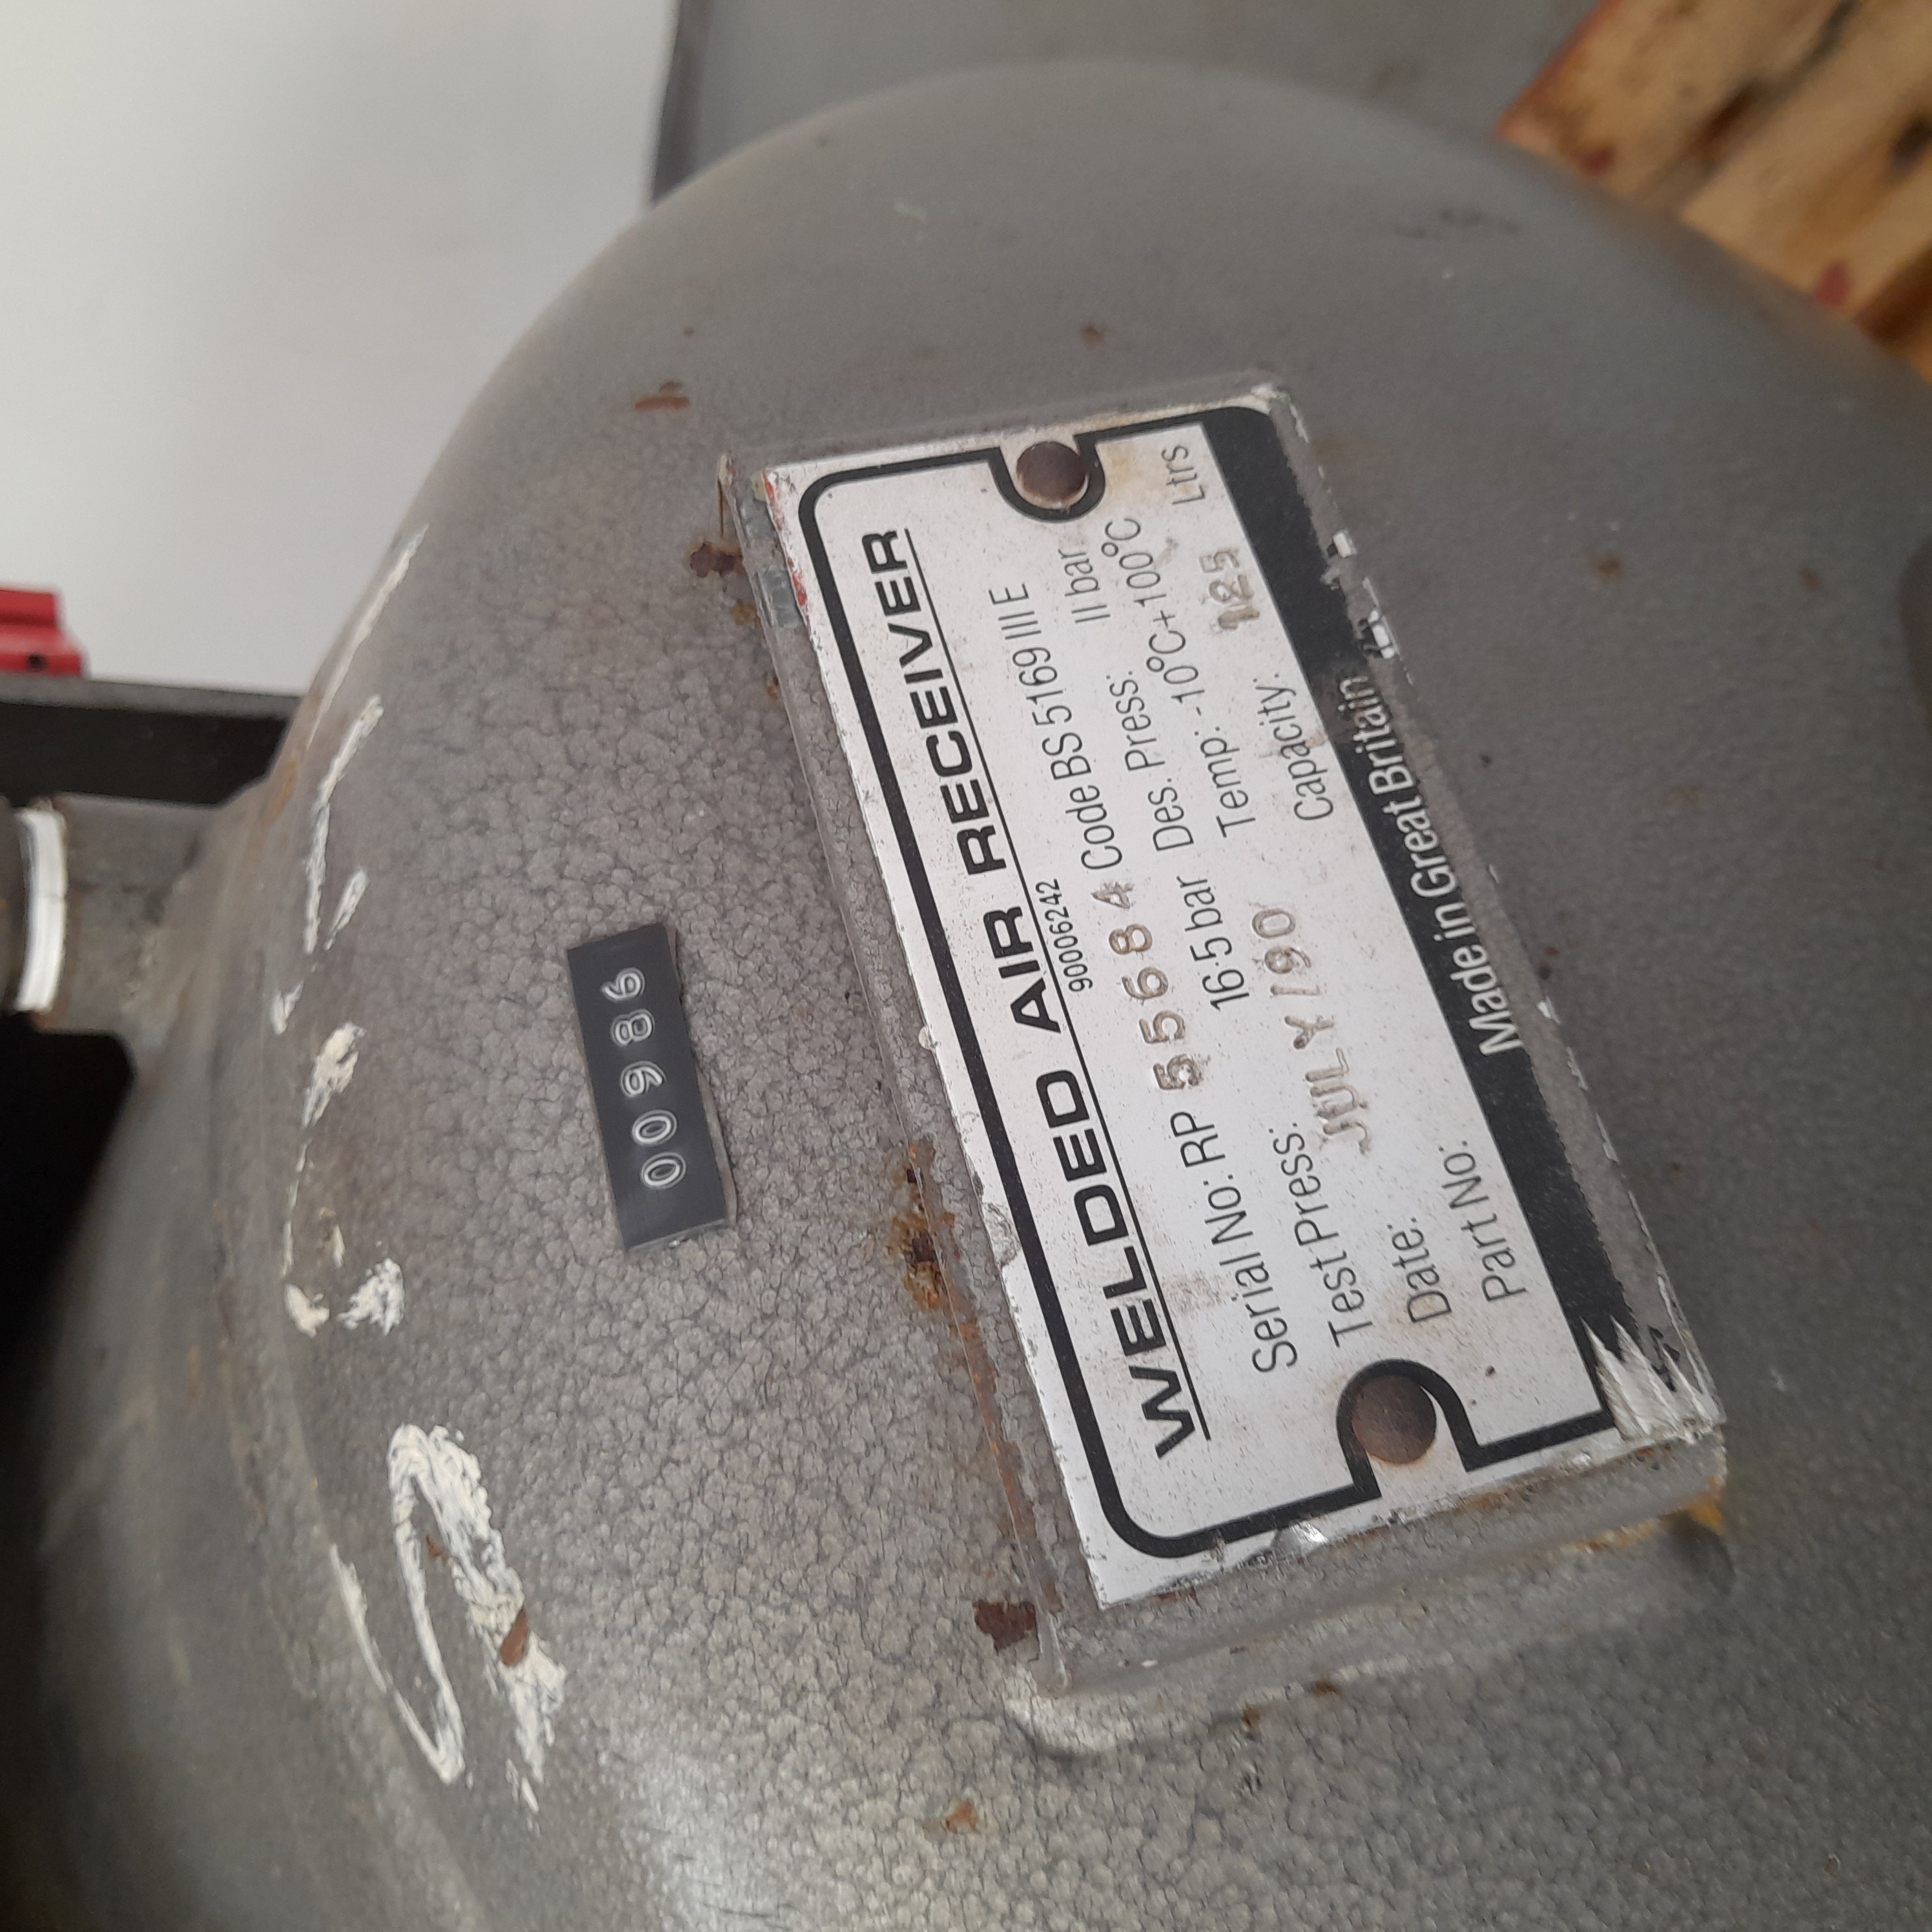 00986
WELDED AIR RECEIVER
90006242
Serial No: RP 55684 Code BS 5169 IIIE
Test Press: 16·5 bar Des. Press: 11 bar
Date: JULY/90 Temp: -10°C+100°C
Part No: Capacity: 125 Ltrs
Made in Great Britain